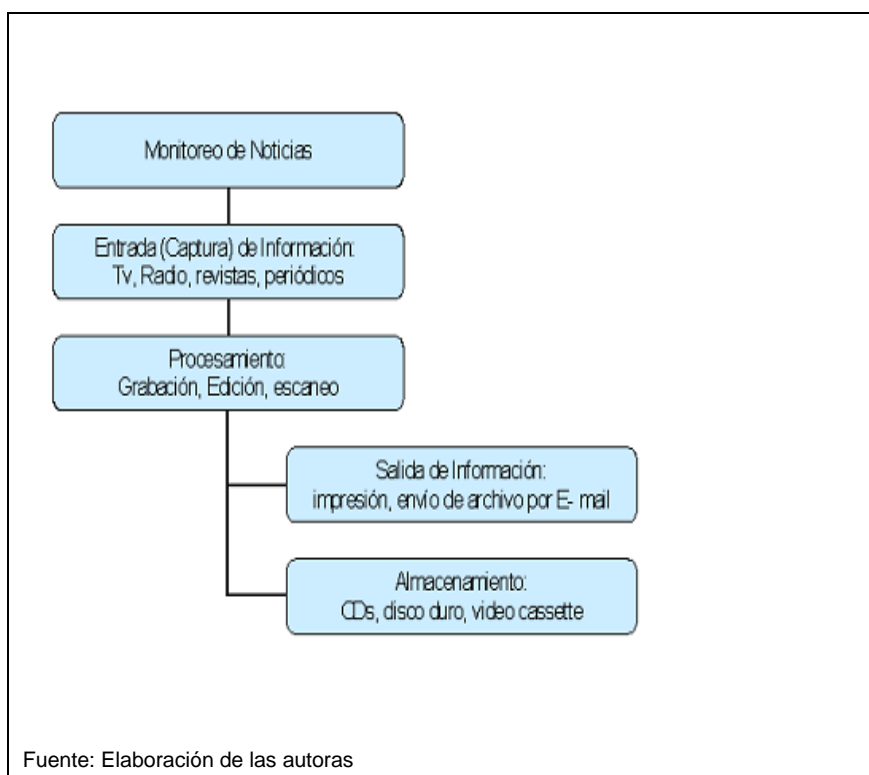 Monitoreo de Noticias
Entrada (Captura) de Información:
Tv, Radio, revistas, periódicos
Procesamiento:
Grabación, Edición, escaneo
Salida de Información:
impresión, envío de archivo por E- mail
Almacenamiento:
CDs, disco duro, video cassette
Fuente: Elaboración de las autoras